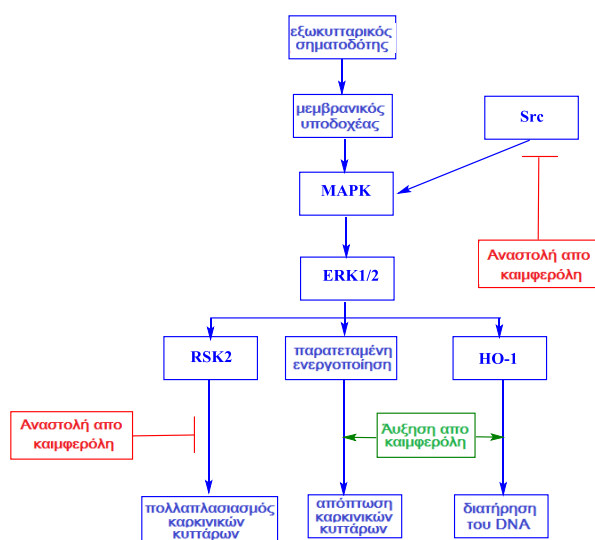 εξωκυτταρικός
σηματοδότης
μεμβρανικός
υποδοχέας
Src
MAPK
Αναστολή απο
καιμφερόλη
ERK1/2
RSK2
παρατεταμένη
ενεργοποίηση
HO-1
Αναστολή απο
καιμφερόλη
Άυξηση απο
καιμφερόλη
πολλαπλασιασμός
καρκινικών
κυττάρων
απόπτωση
καρκινικών
κυττάρων
διατήρηση
του DNA